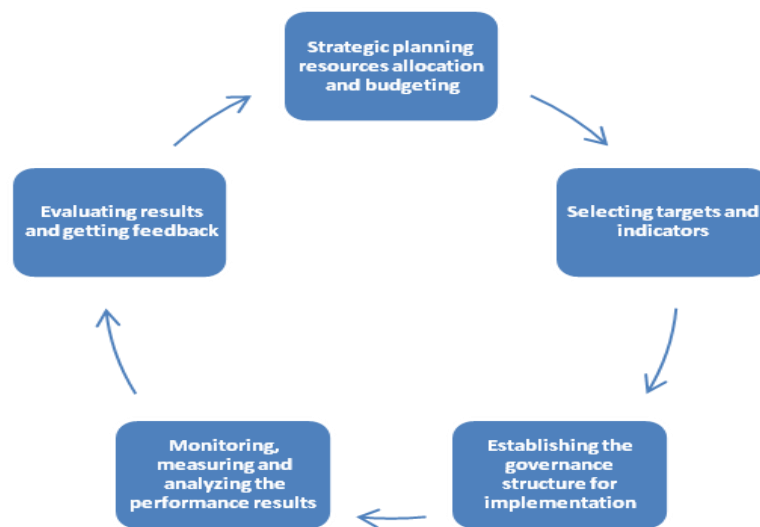 Strategic planning
resources allocation
and budgeting
Selecting targets and
indicators
Establishing the
governance
structure for
implementation
Monitoring,
measuring and
analyzing the
performance results
Evaluating results
and getting feedback